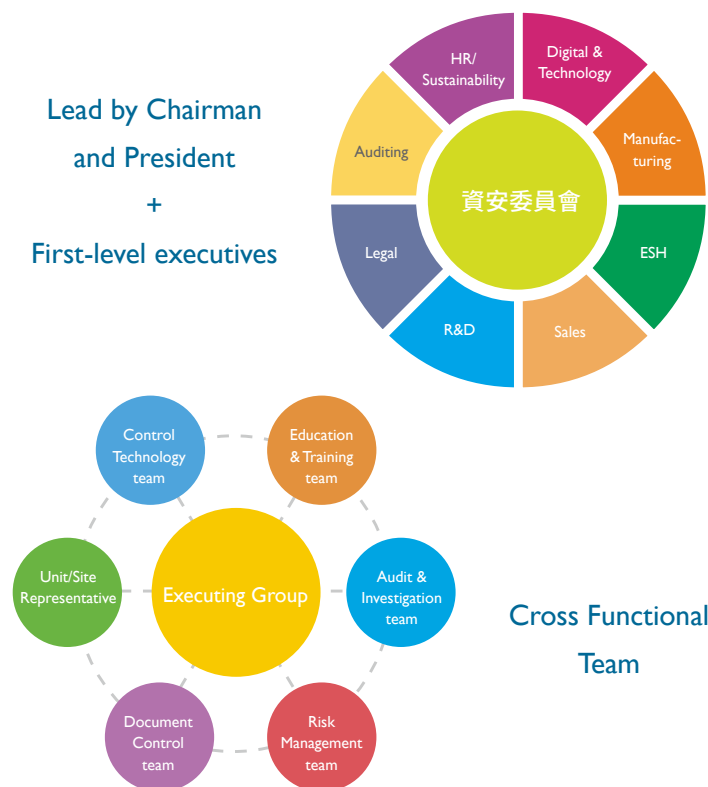 Lead by Chairman
and President
+
First-level executives
HR/
Sustainability
Digital &
Technology
Auditing
Manufac-
turing
資安委員會
Legal
ESH
R&D
Sales
Control
Technology
team
Education
& Training
team
Unit/Site
Representative
Executing Group
Audit &
Investigation
team
Document
Control
team
Risk
Management
team
Cross Functional
Team